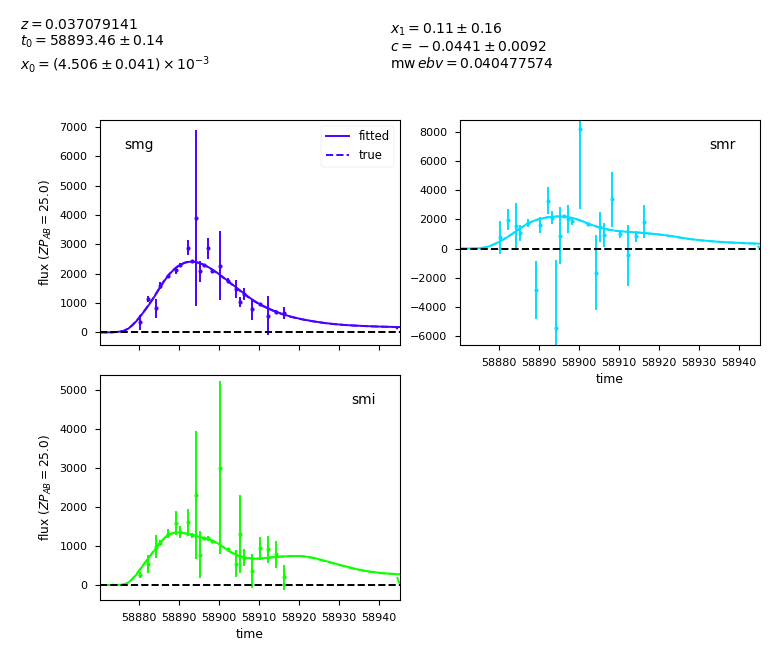 z = 0.037079141
t₀ = 58893.46 ± 0.14
x₀ = (4.506 ± 0.041) × 10⁻³
x₁ = 0.11 ± 0.16
c = −0.0441 ± 0.0092
mw ebv = 0.040477574
smg
fitted
true
7000
6000
5000
4000
3000
2000
1000
0
flux (ZP_AB = 25.0)
smr
8000
6000
4000
2000
0
−2000
−4000
−6000
58880 58890 58900 58910 58920 58930 58940
time
smi
5000
4000
3000
2000
1000
0
flux (ZP_AB = 25.0)
58880 58890 58900 58910 58920 58930 58940
time